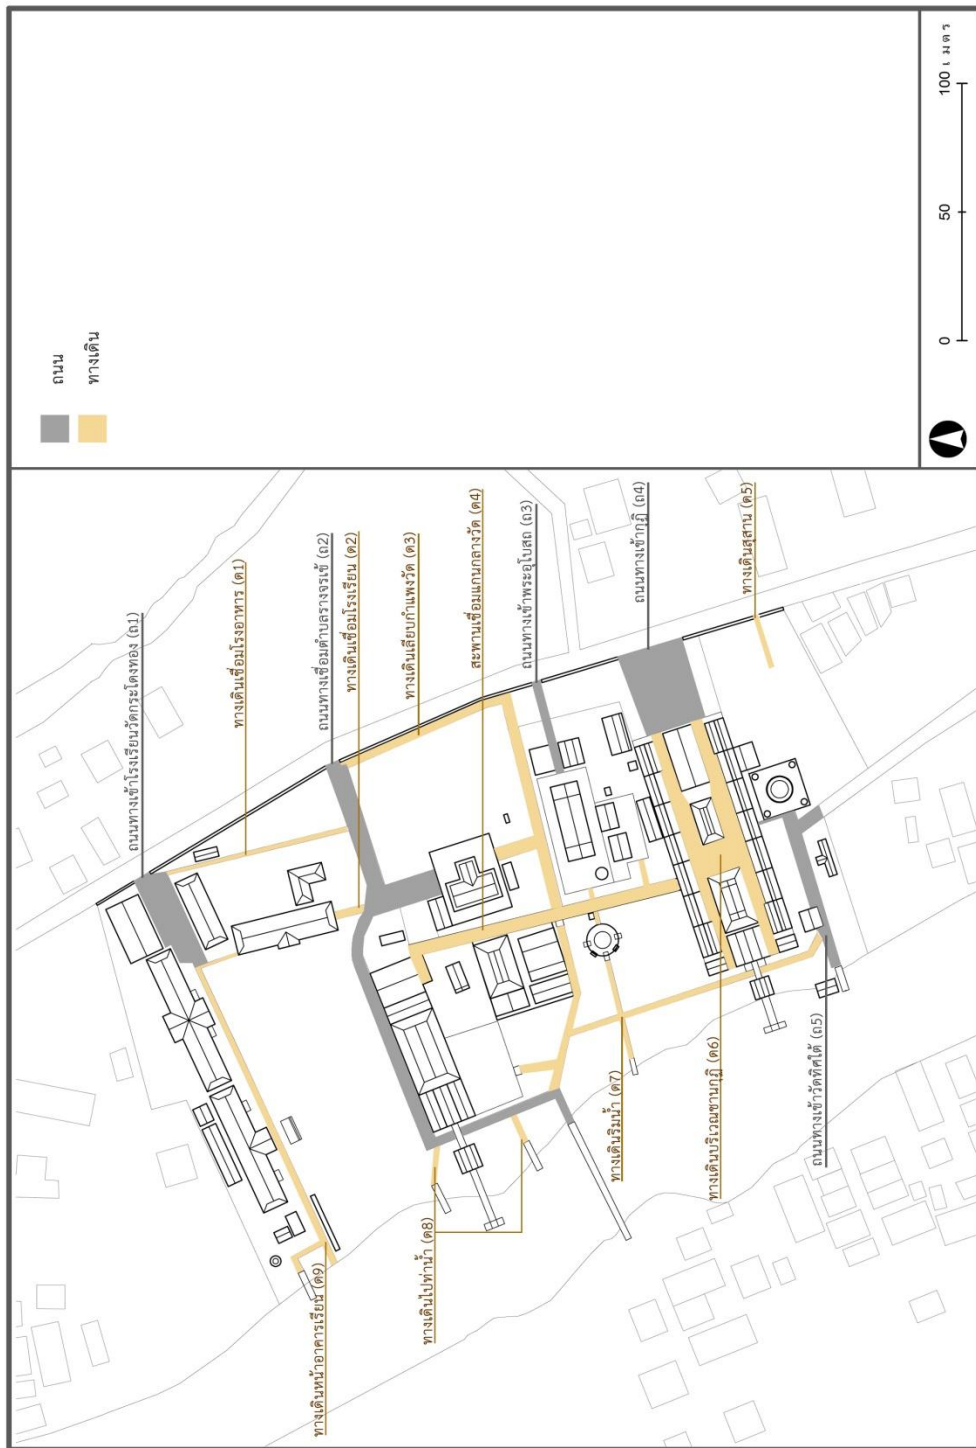 ถนน
ทางเดิน
ถนนทางเข้าโรงเรียนวัดกระโดงทอง (ถ1)
ทางเดินเชื่อมโรงอาหาร (ด1)
ถนนทางเชื่อมตำบลรางจรเข้ (ถ2)
ทางเดินเชื่อมโรงเรียน (ด2)
ทางเดินเลียบกำแพงวัด (ด3)
สะพานเชื่อมแกนกลางวัด (ด4)
ถนนทางเข้าพระอุโบสถ (ถ3)
ถนนทางเข้ากุฏิ (ถ4)
ทางเดินสุสาน (ด5)
ทางเดินหน้าอาคารเรียน (ด9)
ทางเดินไปท่าน้ำ (ด8)
ทางเดินริมน้ำ (ด7)
ทางเดินบริเวณชานกุฏิ (ด6)
ถนนทางเข้าวัดทิศใต้ (ถ5)
0 50 100 เมตร